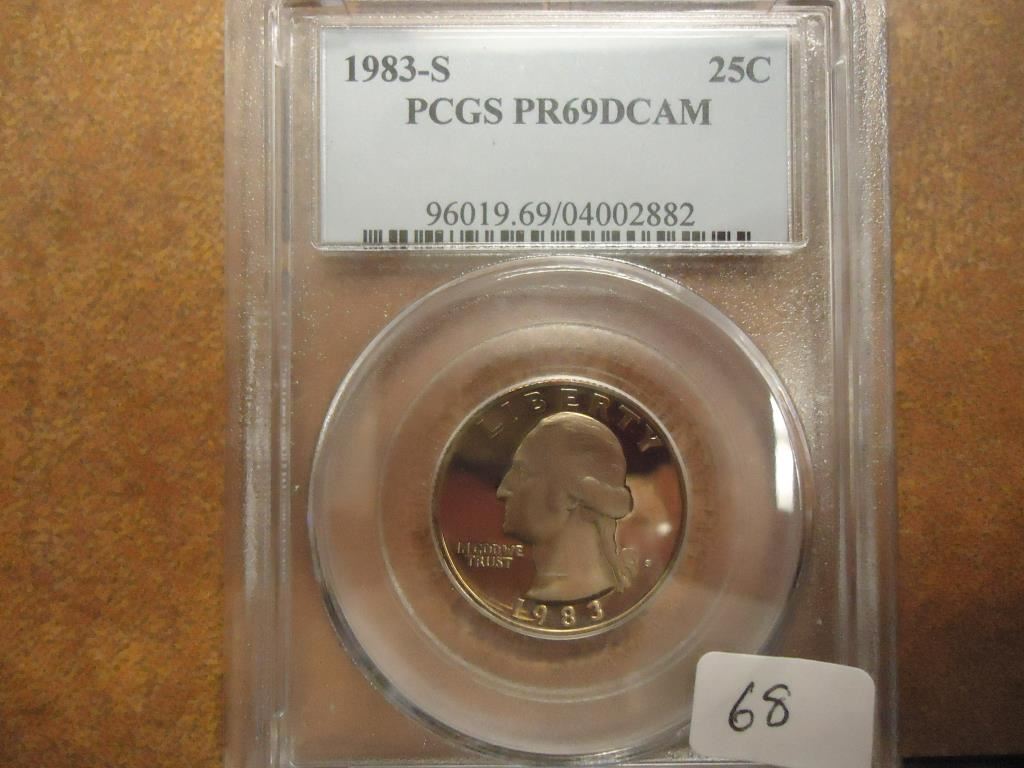 1983-S 25C
PCGS PR69DCAM
96019.69/04002882
LIBERTY
IN GOD WE
TRUST
S
1983
68